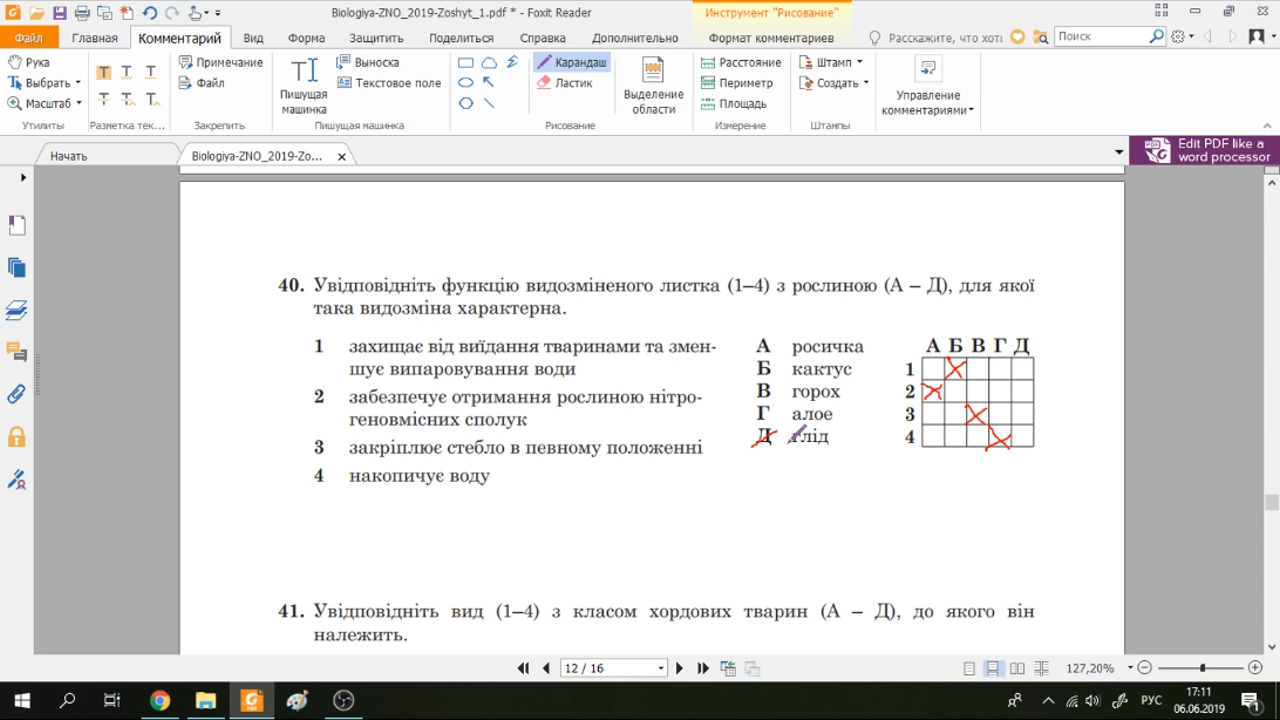 Biologiya-ZNO_2019-Zoshyt_1.pdf * - Foxit Reader
Инструмент "Рисование"
Файл
Главная
Комментарий
Вид
Форма
Защитить
Поделиться
Справка
Дополнительно
Формат комментариев
Расскажите, что хоті
Поиск
Рука
Выбрать
Масштаб
Утилиты
Разметка тек...
Примечание
Файл
Закрепить
Пишущая
машинка
Выноска
Текстовое поле
Пишущая машинка
Карандаш
Ластик
Рисование
Выделение
области
Расстояние
Периметр
Площадь
Измерение
Штамп
Создать
Штампы
Управление
комментариями
Начать
Biologiya-ZNO_2019-Zo...
Edit PDF like a
word processor
40. Увідповідніть функцію видозміненого листка (1–4) з рослиною (А – Д), для якої
така видозміна характерна.
1 захищає від виїдання тваринами та змен-
шує випаровування води
2 забезпечує отримання рослиною нітро-
геновмісних сполук
3 закріплює стебло в певному положенні
4 накопичує воду
А росичка
Б кактус
В горох
Г алое
Д глід
А Б В Г Д
1
2
3
4
41. Увідповідніть вид (1–4) з класом хордових тварин (А – Д), до якого він
належить.
12 / 16
127,20%
РУС
17:11
06.06.2019